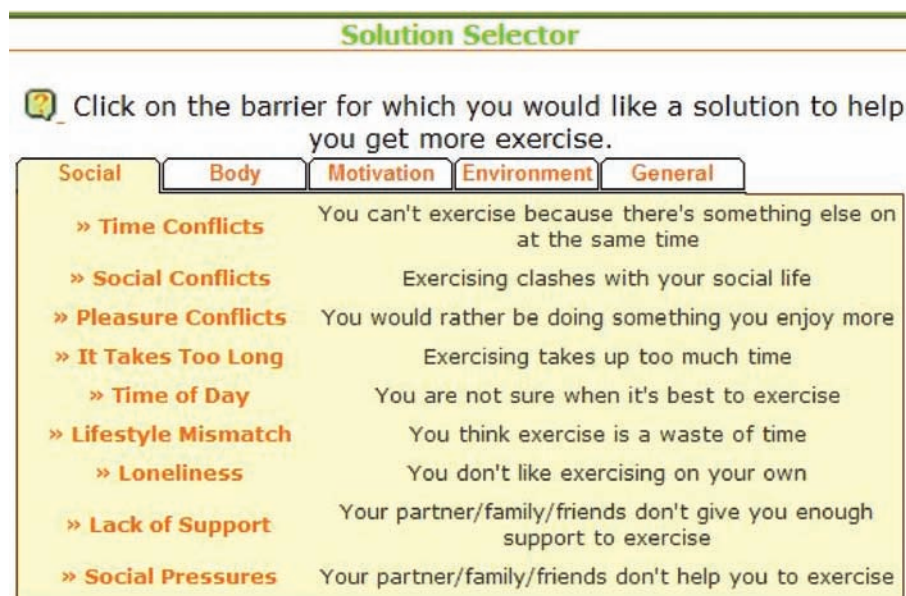 Solution Selector
Click on the barrier for which you would like a solution to help
you get more exercise.
Social Body Motivation Environment General
» Time Conflicts You can't exercise because there's something else on
at the same time
» Social Conflicts Exercising clashes with your social life
» Pleasure Conflicts You would rather be doing something you enjoy more
» It Takes Too Long Exercising takes up too much time
» Time of Day You are not sure when it's best to exercise
» Lifestyle Mismatch You think exercise is a waste of time
» Loneliness You don't like exercising on your own
» Lack of Support Your partner/family/friends don't give you enough
support to exercise
» Social Pressures Your partner/family/friends don't help you to exercise